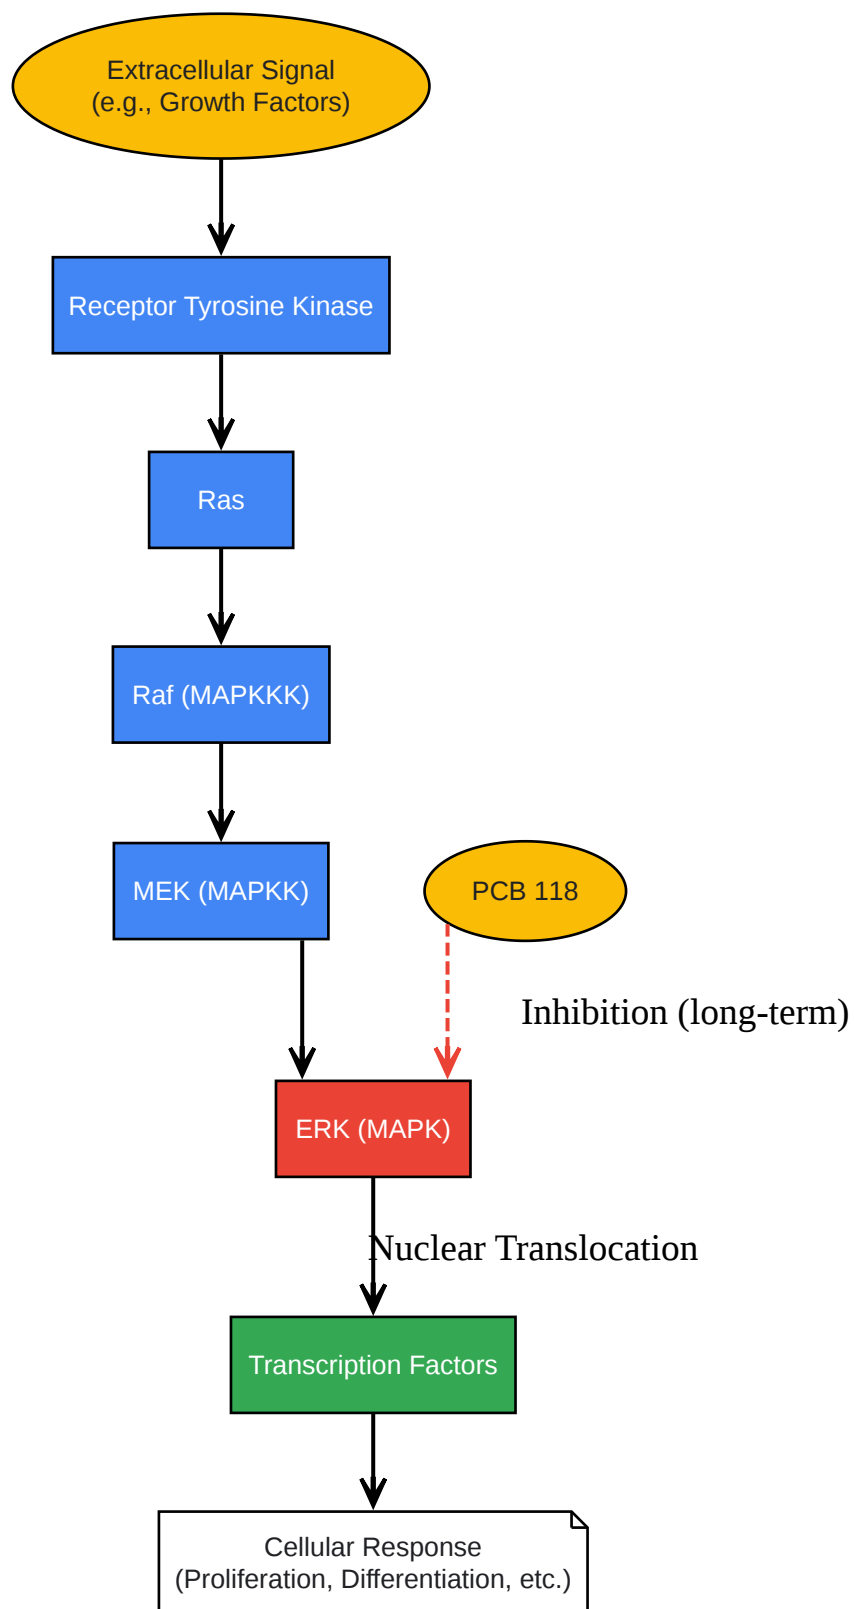 Extracellular Signal
(e.g., Growth Factors)
Receptor Tyrosine Kinase
Ras
Raf (MAPKKK)
MEK (MAPKK)
PCB 118
Inhibition (long-term)
ERK (MAPK)
Nuclear Translocation
Transcription Factors
Cellular Response
(Proliferation, Differentiation, etc.)